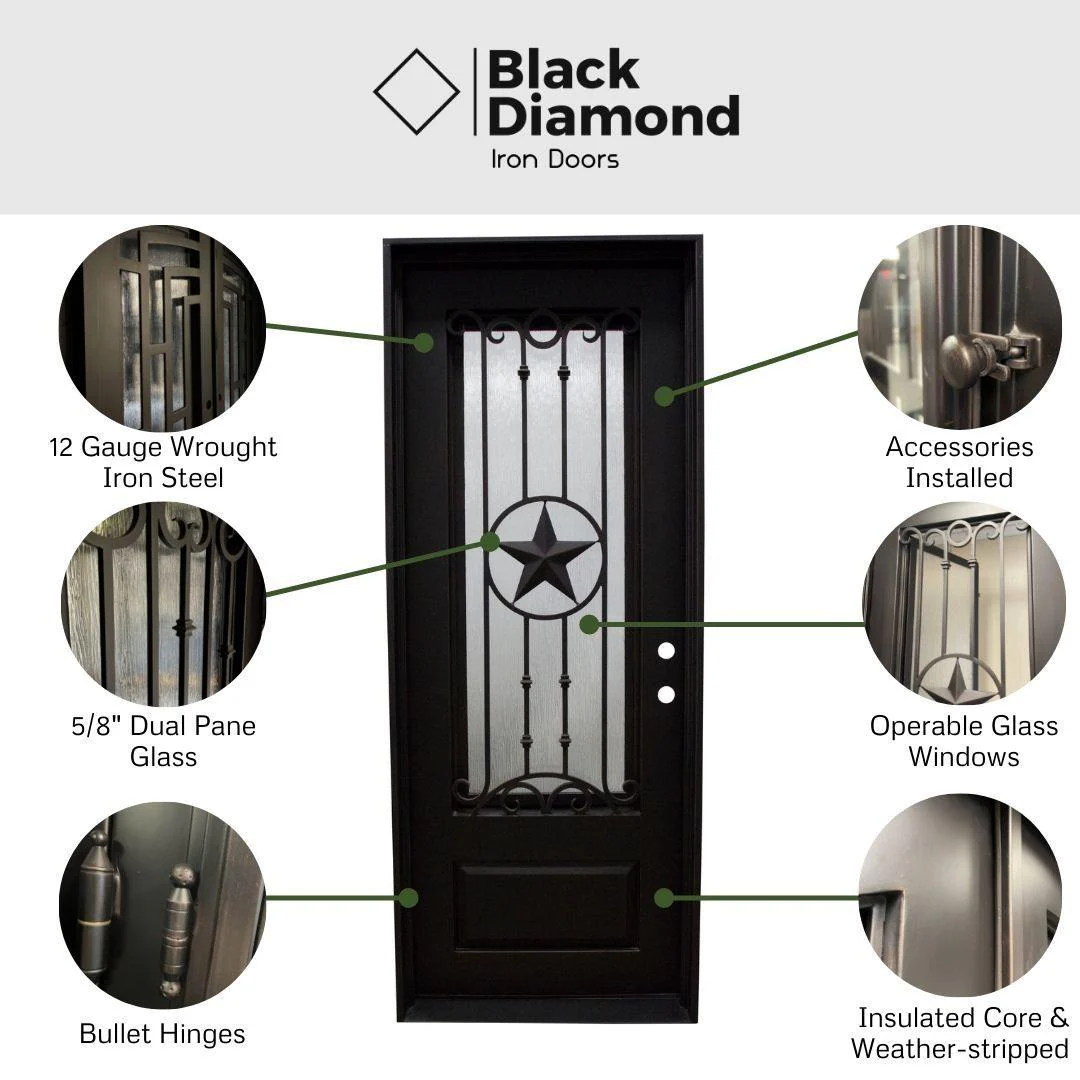 Black
Diamond
Iron Doors
12 Gauge Wrought
Iron Steel
Accessories
Installed
5/8" Dual Pane
Glass
Operable Glass
Windows
Bullet Hinges
Insulated Core &
Weather-stripped